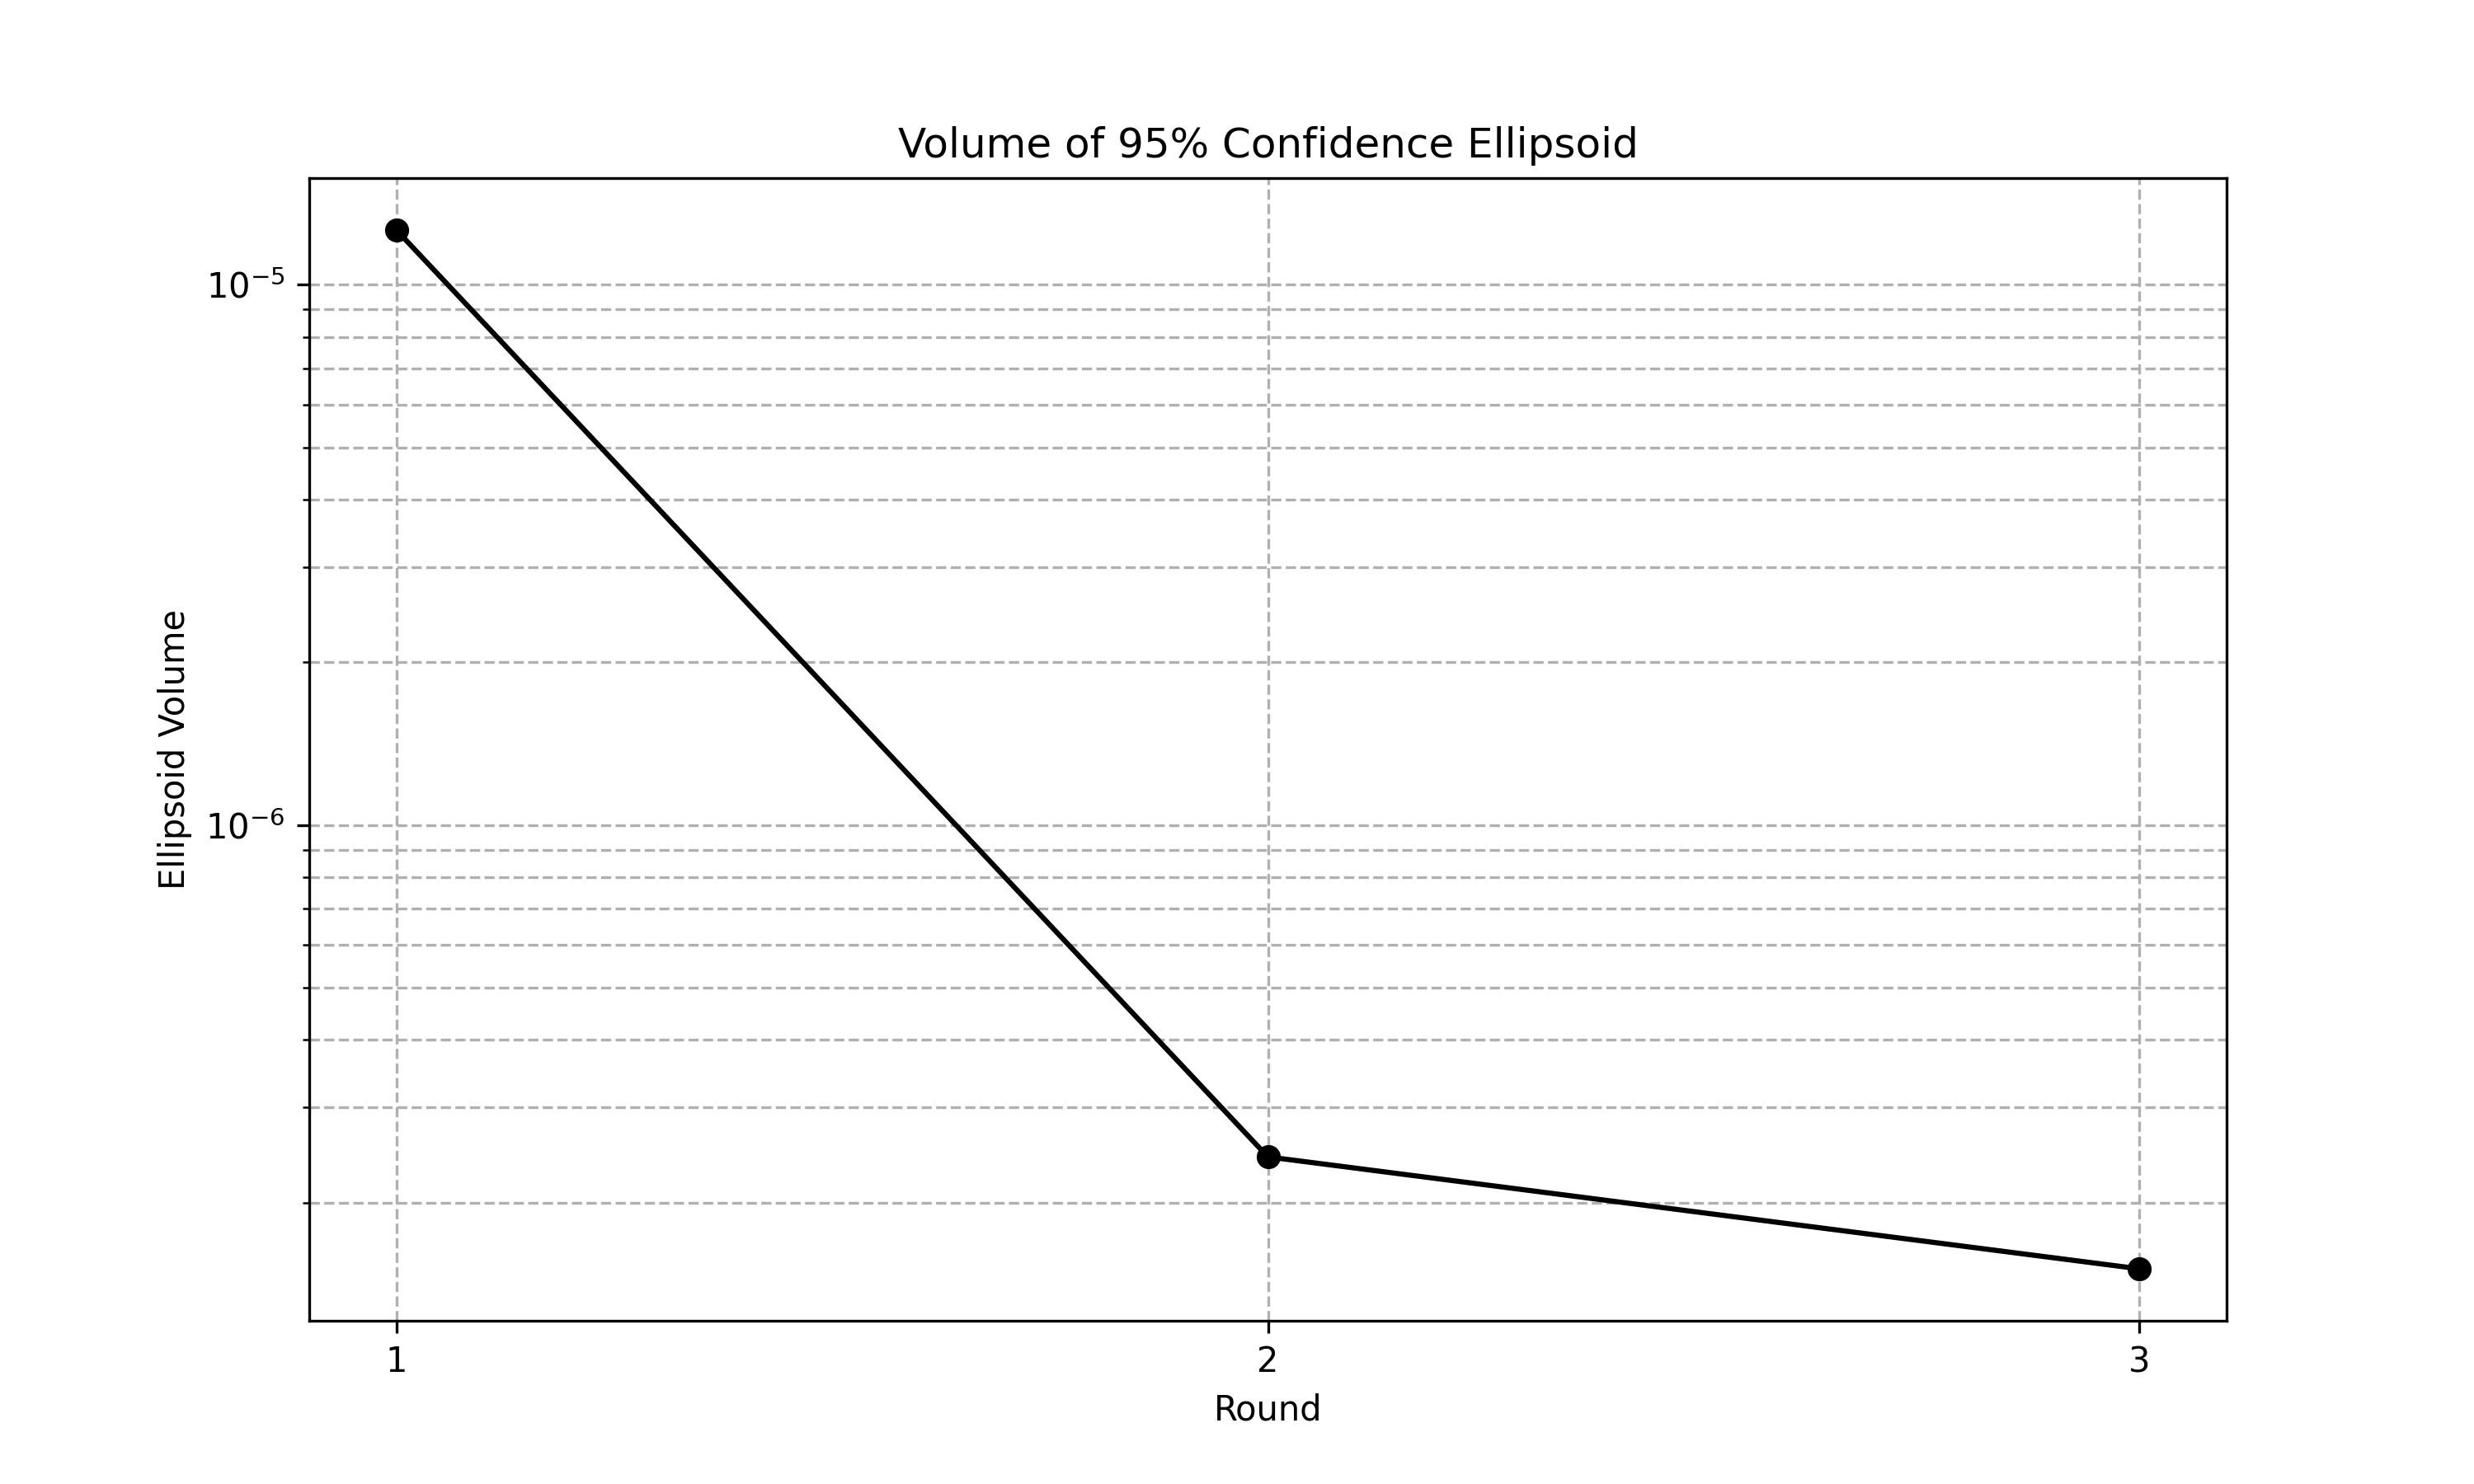 Volume of 95% Confidence Ellipsoid
Ellipsoid Volume
10⁻⁵
10⁻⁶
1 2 3
Round